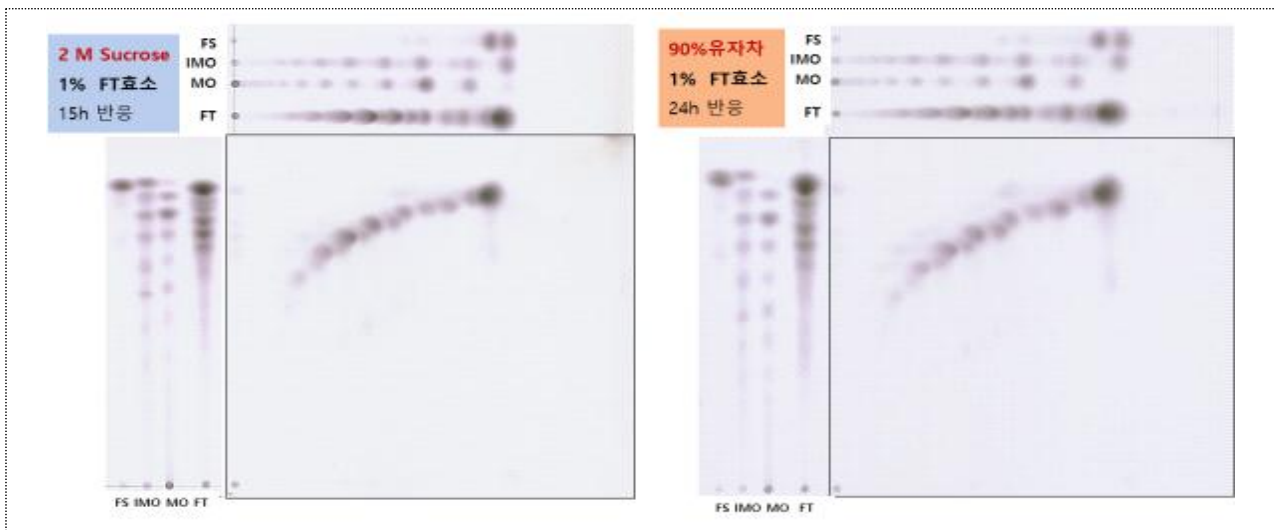 2 M Sucrose
1% FT효소
15h 반응
FS
IMO
MO
FT
FS IMO MO FT
90%유자차
1% FT효소
24h 반응
FS
IMO
MO
FT
FS IMO MO FT